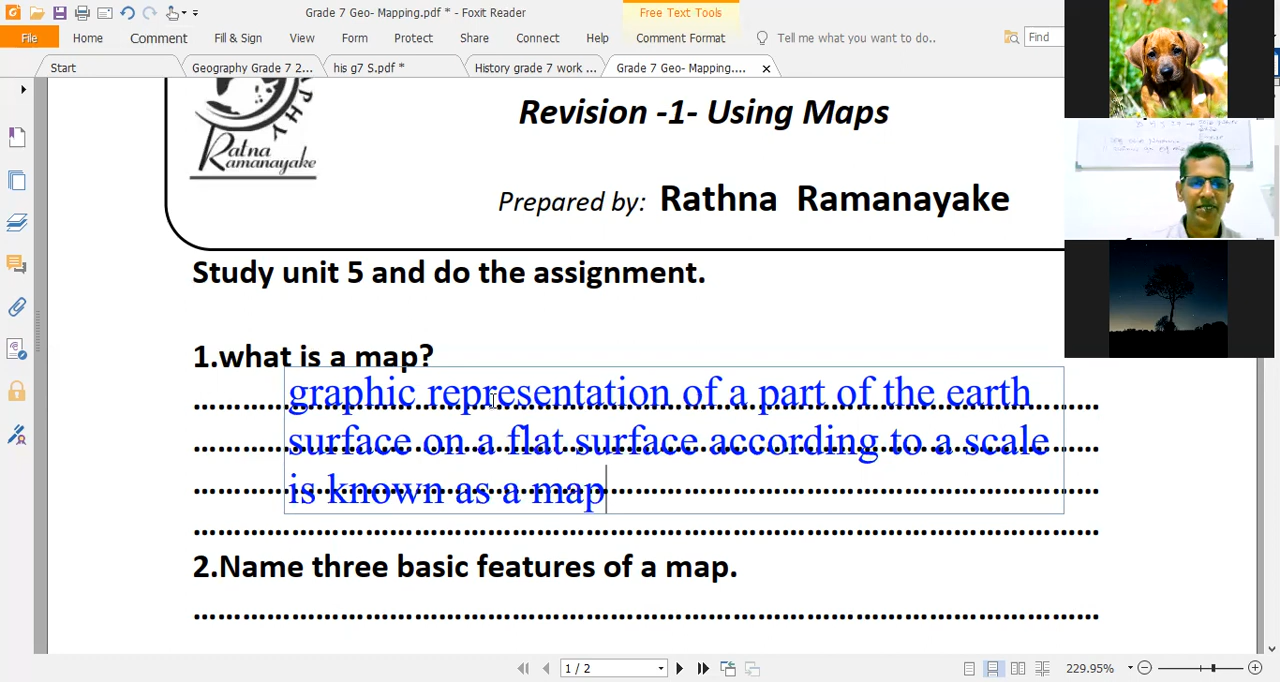 Grade 7 Geo- Mapping.pdf * - Foxit Reader
Free Text Tools
File
Home
Comment
Fill & Sign
View
Form
Protect
Share
Connect
Help
Comment Format
Tell me what you want to do..
Find
Start
Geography Grade 7 2...
his g7 S.pdf *
History grade 7 work ...
Grade 7 Geo- Mapping....
Ratna
Ramanayake
Revision -1- Using Maps
Prepared by: Rathna Ramanayake
Study unit 5 and do the assignment.
1.what is a map?
graphic representation of a part of the earth
surface on a flat surface according to a scale
is known as a map
2.Name three basic features of a map.
1 / 2
229.95%